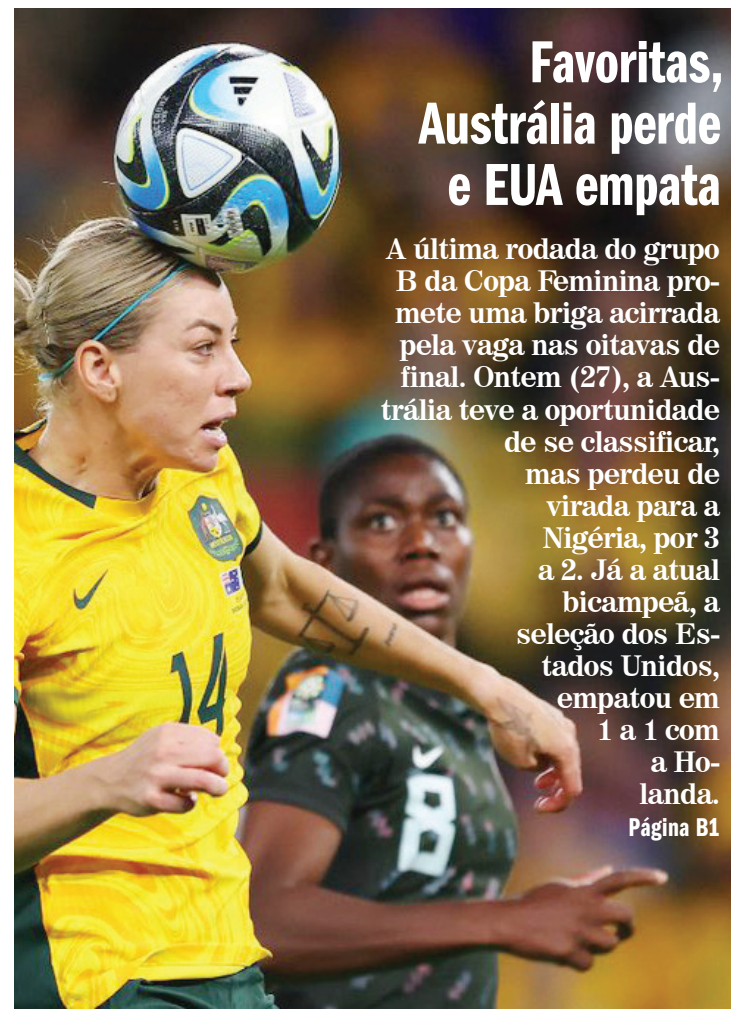 Favoritas,
Austrália perde
e EUA empata
A última rodada do grupo
B da Copa Feminina pro-
mete uma briga acirrada
pela vaga nas oitavas de
final. Ontem (27), a Aus-
trália teve a oportunidade
de se classificar,
mas perdeu de
virada para a
Nigéria, por 3
a 2. Já a atual
bicampeã, a
seleção dos Es-
tados Unidos,
empatou em
1 a 1 com
a Ho-
landa.
Página B1
14
8